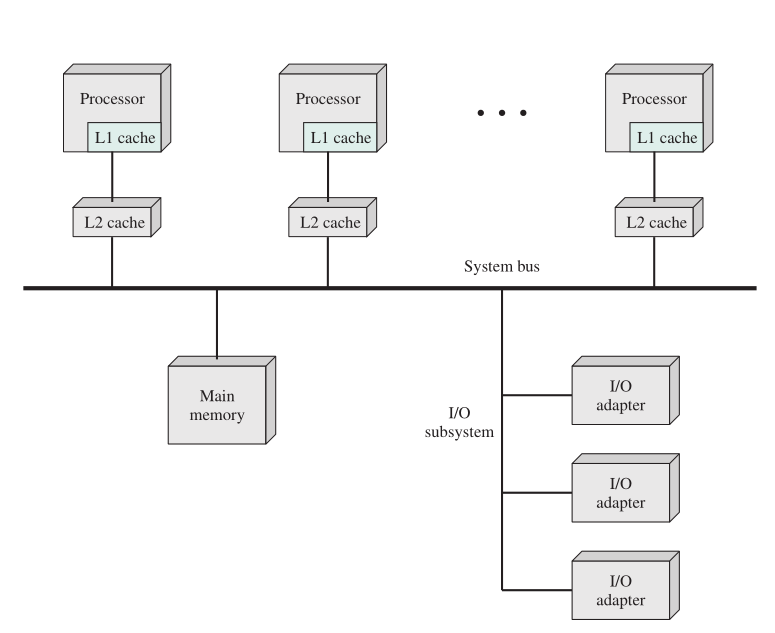 Processor
L1 cache
Processor
L1 cache
Processor
L1 cache
L2 cache
L2 cache
L2 cache
System bus
Main
memory
I/O
subsystem
I/O
adapter
I/O
adapter
I/O
adapter